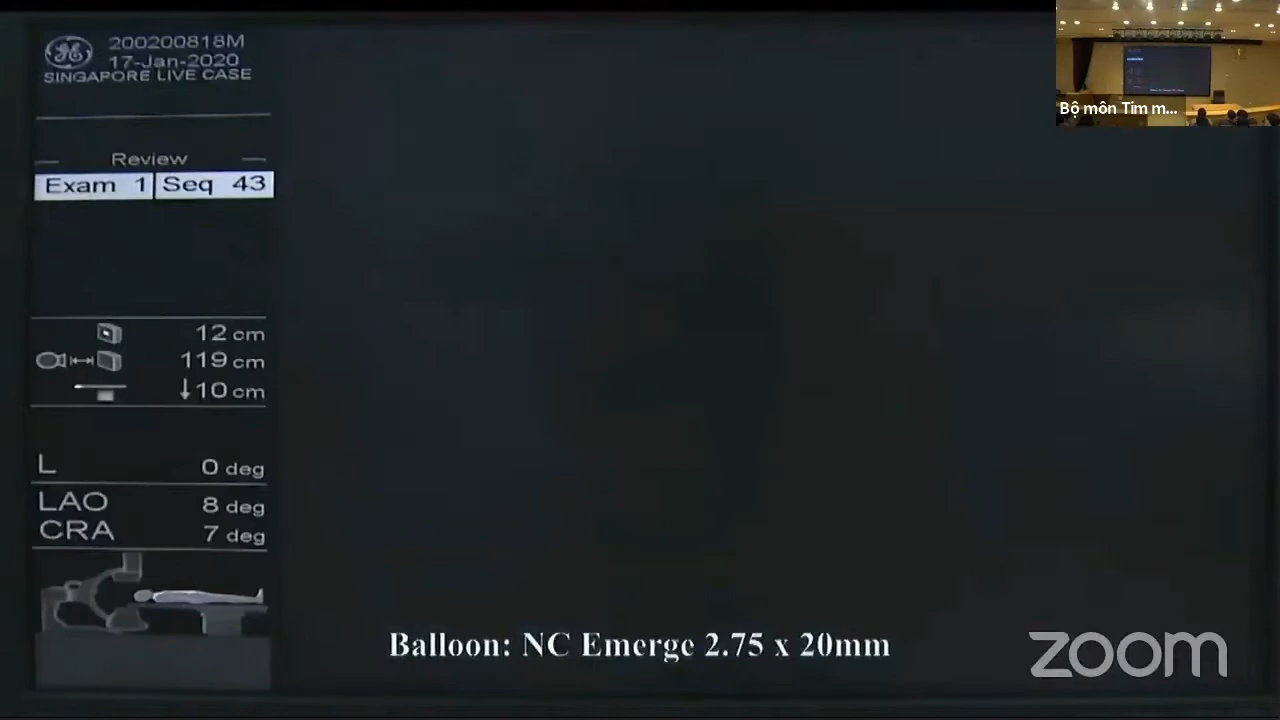 200200818M
17-Jan-2020
SINGAPORE LIVE CASE
Review
Exam 1 Seq 43
12 cm
119 cm
↓10 cm
L 0 deg
LAO 8 deg
CRA 7 deg
Balloon: NC Emerge 2.75 x 20mm
Bộ môn Tim m...
zoom